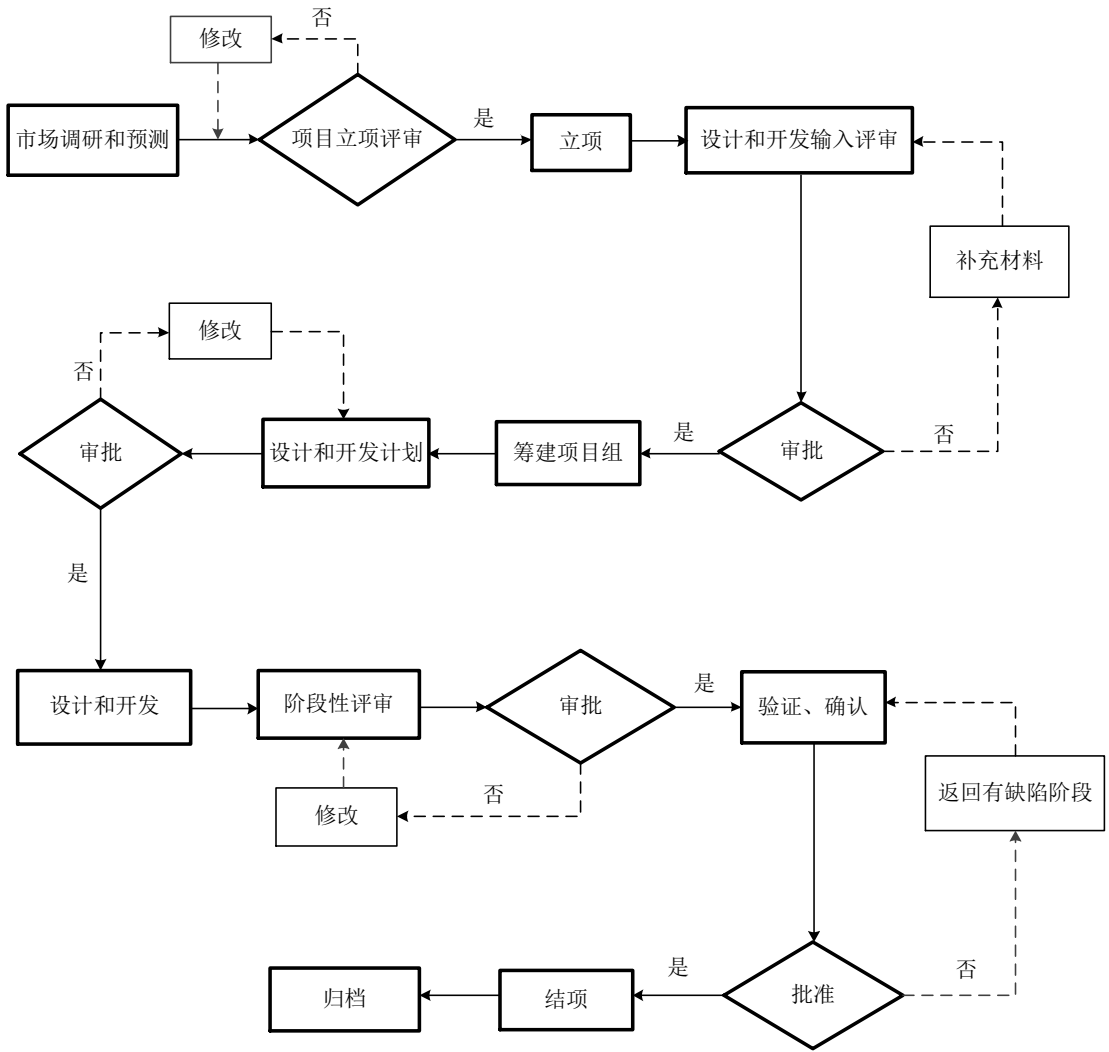 否
修改
市场调研和预测
项目立项评审
是
立项
设计和开发输入评审
补充材料
修改
否
审批
设计和开发计划
筹建项目组
是
审批
否
是
设计和开发
阶段性评审
审批
是
验证、确认
修改
否
返回有缺陷阶段
归档
结项
是
批准
否